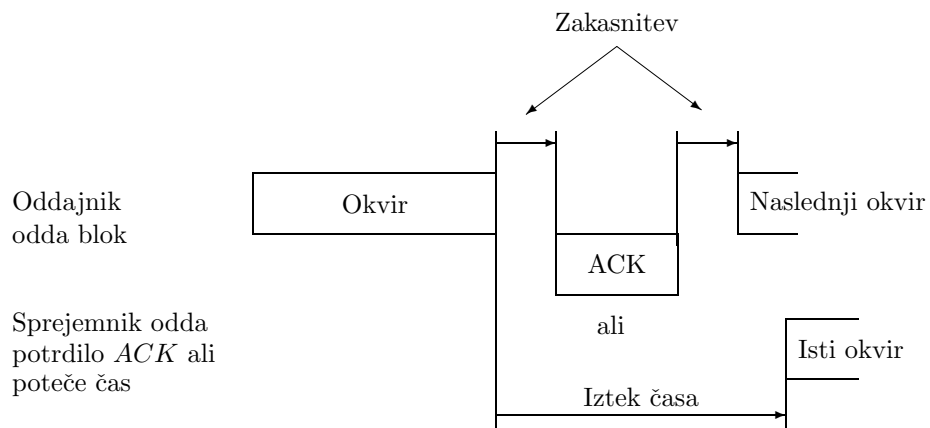 Zakasnitev
Oddajnik
odda blok
Okvir
Naslednji okvir
ACK
Sprejemnik odda
potrdilo ACK ali
poteče čas
ali
Isti okvir
Iztek časa